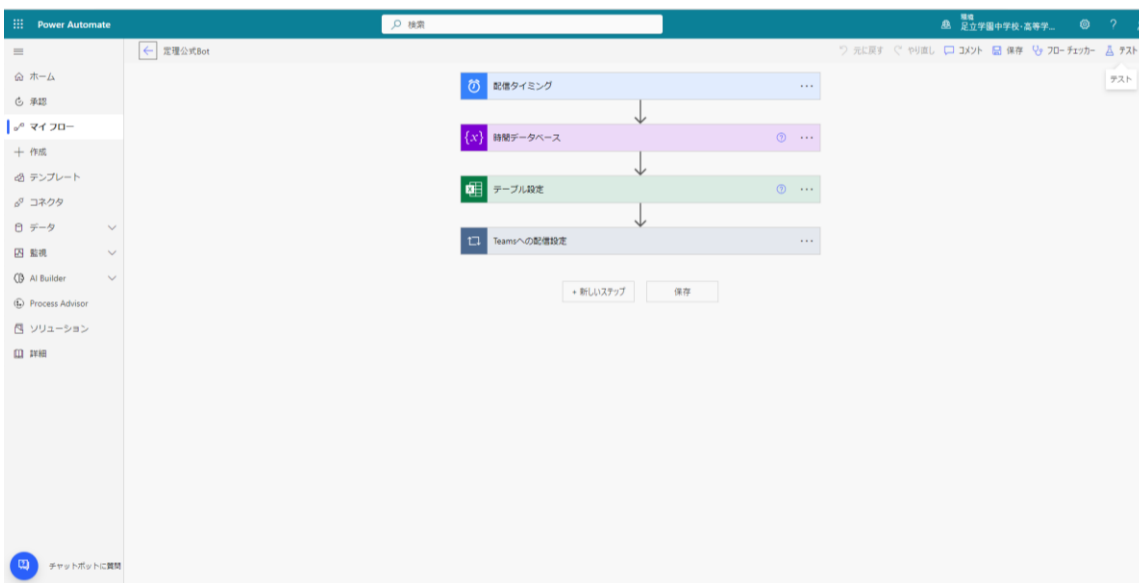 Power Automate
検索
環境
足立学園中学校-高等学...
?
定理公式Bot
元に戻す
やり直し
コメント
保存
フロー チェッカー
テスト
テスト
ホーム
承認
マイ フロー
作成
テンプレート
コネクタ
データ
監視
AI Builder
Process Advisor
ソリューション
詳細
配信タイミング
{x} 時間データベース
テーブル設定
Teamsへの配信設定
+ 新しいステップ
保存
チャットボットに質問